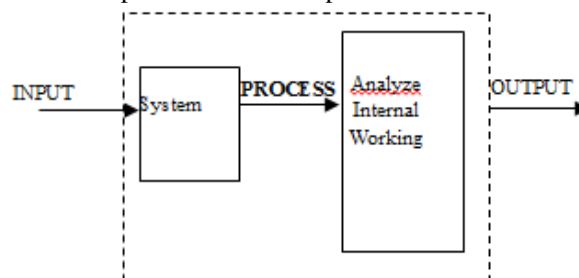 INPUT
System
PROCESS
Analyze
Internal
Working
OUTPUT